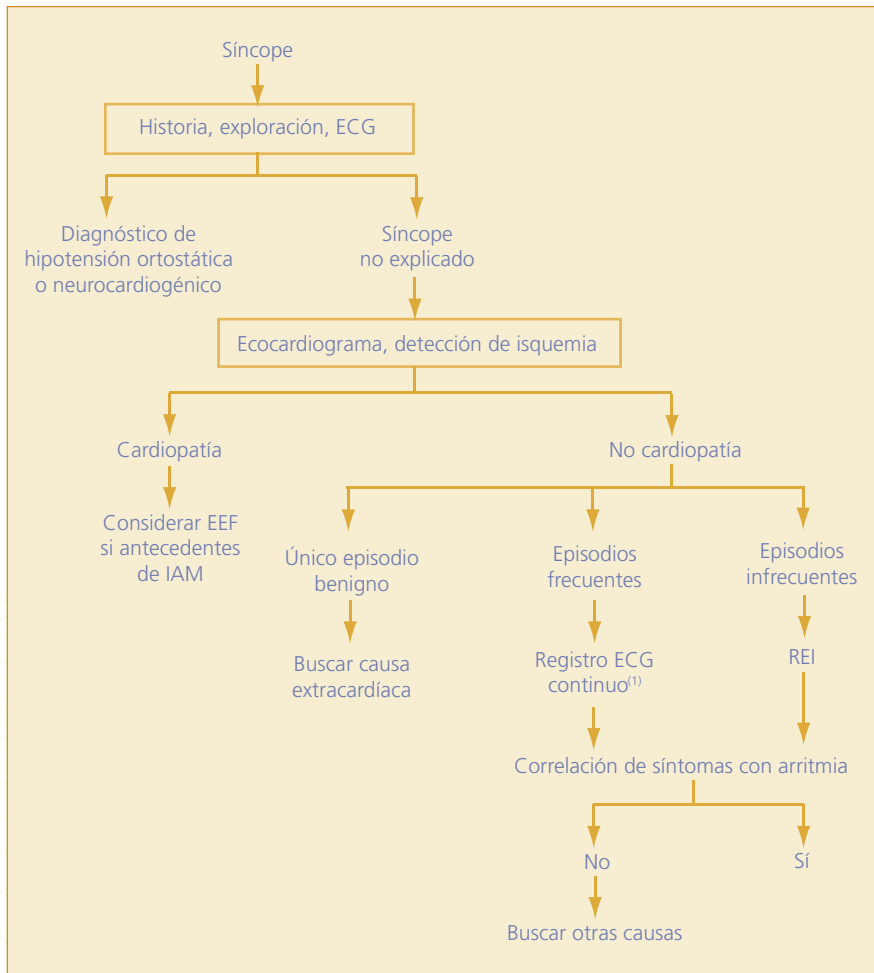 Síncope
Historia, exploración, ECG
Diagnóstico de
hipotensión ortostática
o neurocardiogénico
Síncope
no explicado
Ecocardiograma, detección de isquemia
Cardiopatía
No cardiopatía
Considerar EEF
si antecedentes
de IAM
Único episodio
benigno
Episodios
frecuentes
Episodios
infrecuentes
Buscar causa
extracardíaca
Registro ECG
continuo(1)
REI
Correlación de síntomas con arritmia
No
Sí
Buscar otras causas